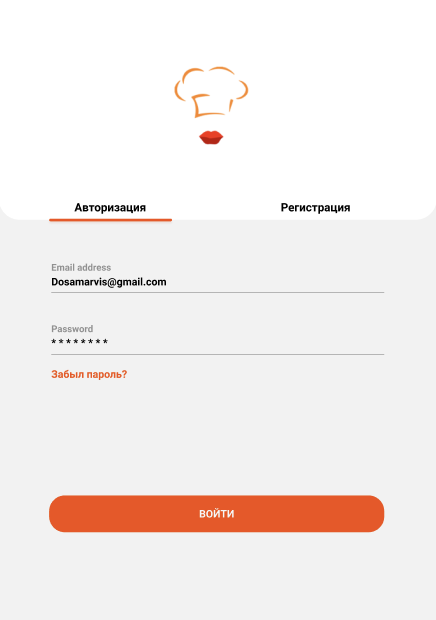 Авторизация
Регистрация
Email address
Dosamarvis@gmail.com
Password
* * * * * * * *
Забыл пароль?
ВОЙТИ